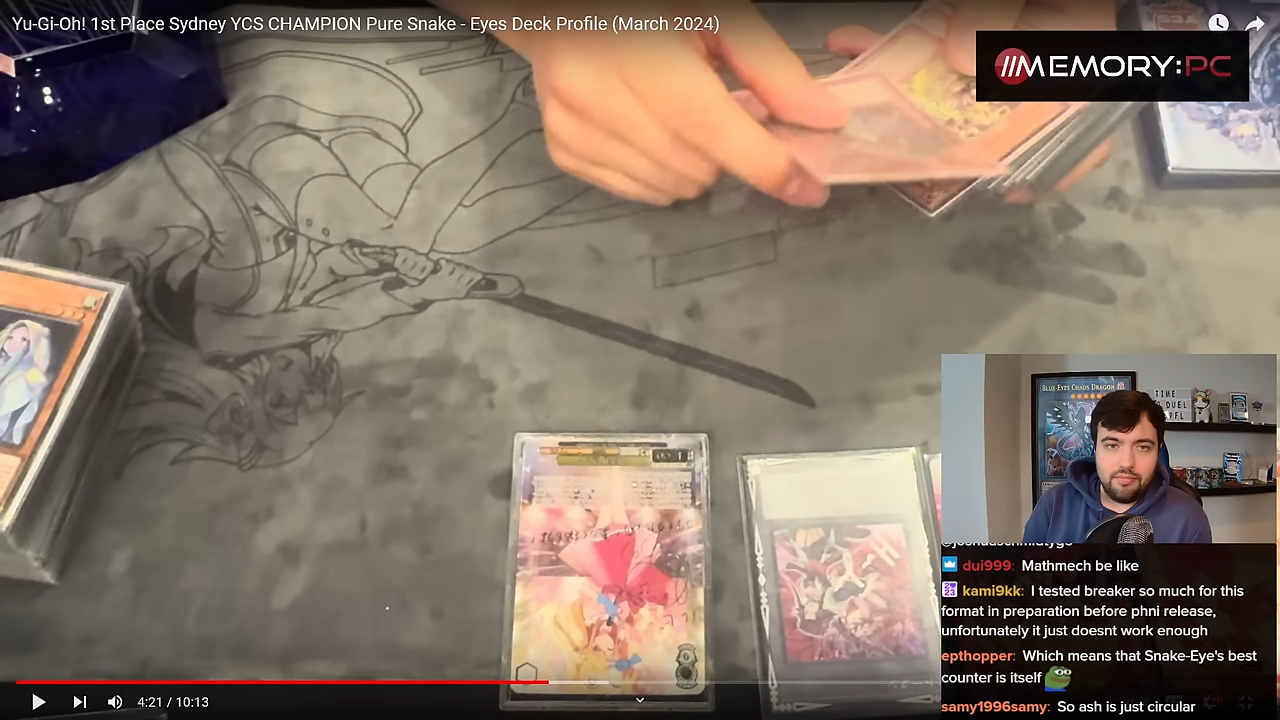 Yu-Gi-Oh! 1st Place Sydney YCS CHAMPION Pure Snake - Eyes Deck Profile (March 2024)
MEMORY:PC
BLUE-EYES CHAOS DRAGON
TIME
DUEL
dui999: Mathmech be like
kami9kk: I tested breaker so much for this
format in preparation before phni release,
unfortunately it just doesnt work enough
epthopper: Which means that Snake-Eye's best
counter is itself
samy1996samy: So ash is just circular
4:21 / 10:13